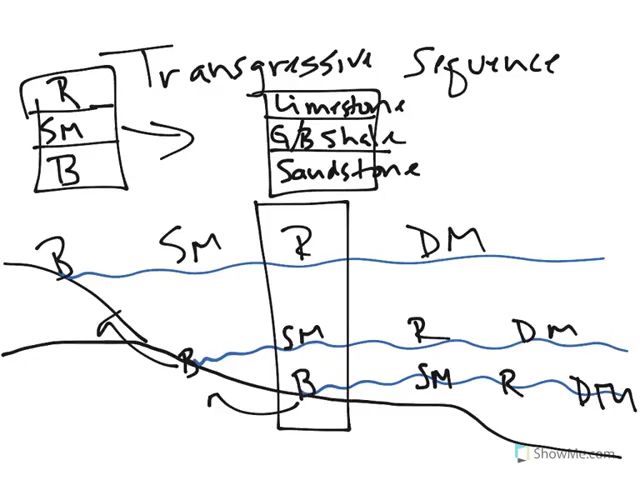 Transgressive Sequence
R
SM
B
Limestone
G/B Shale
Sandstone
B SM R DM
B SM R DM
B SM R DM
ShowMe.com